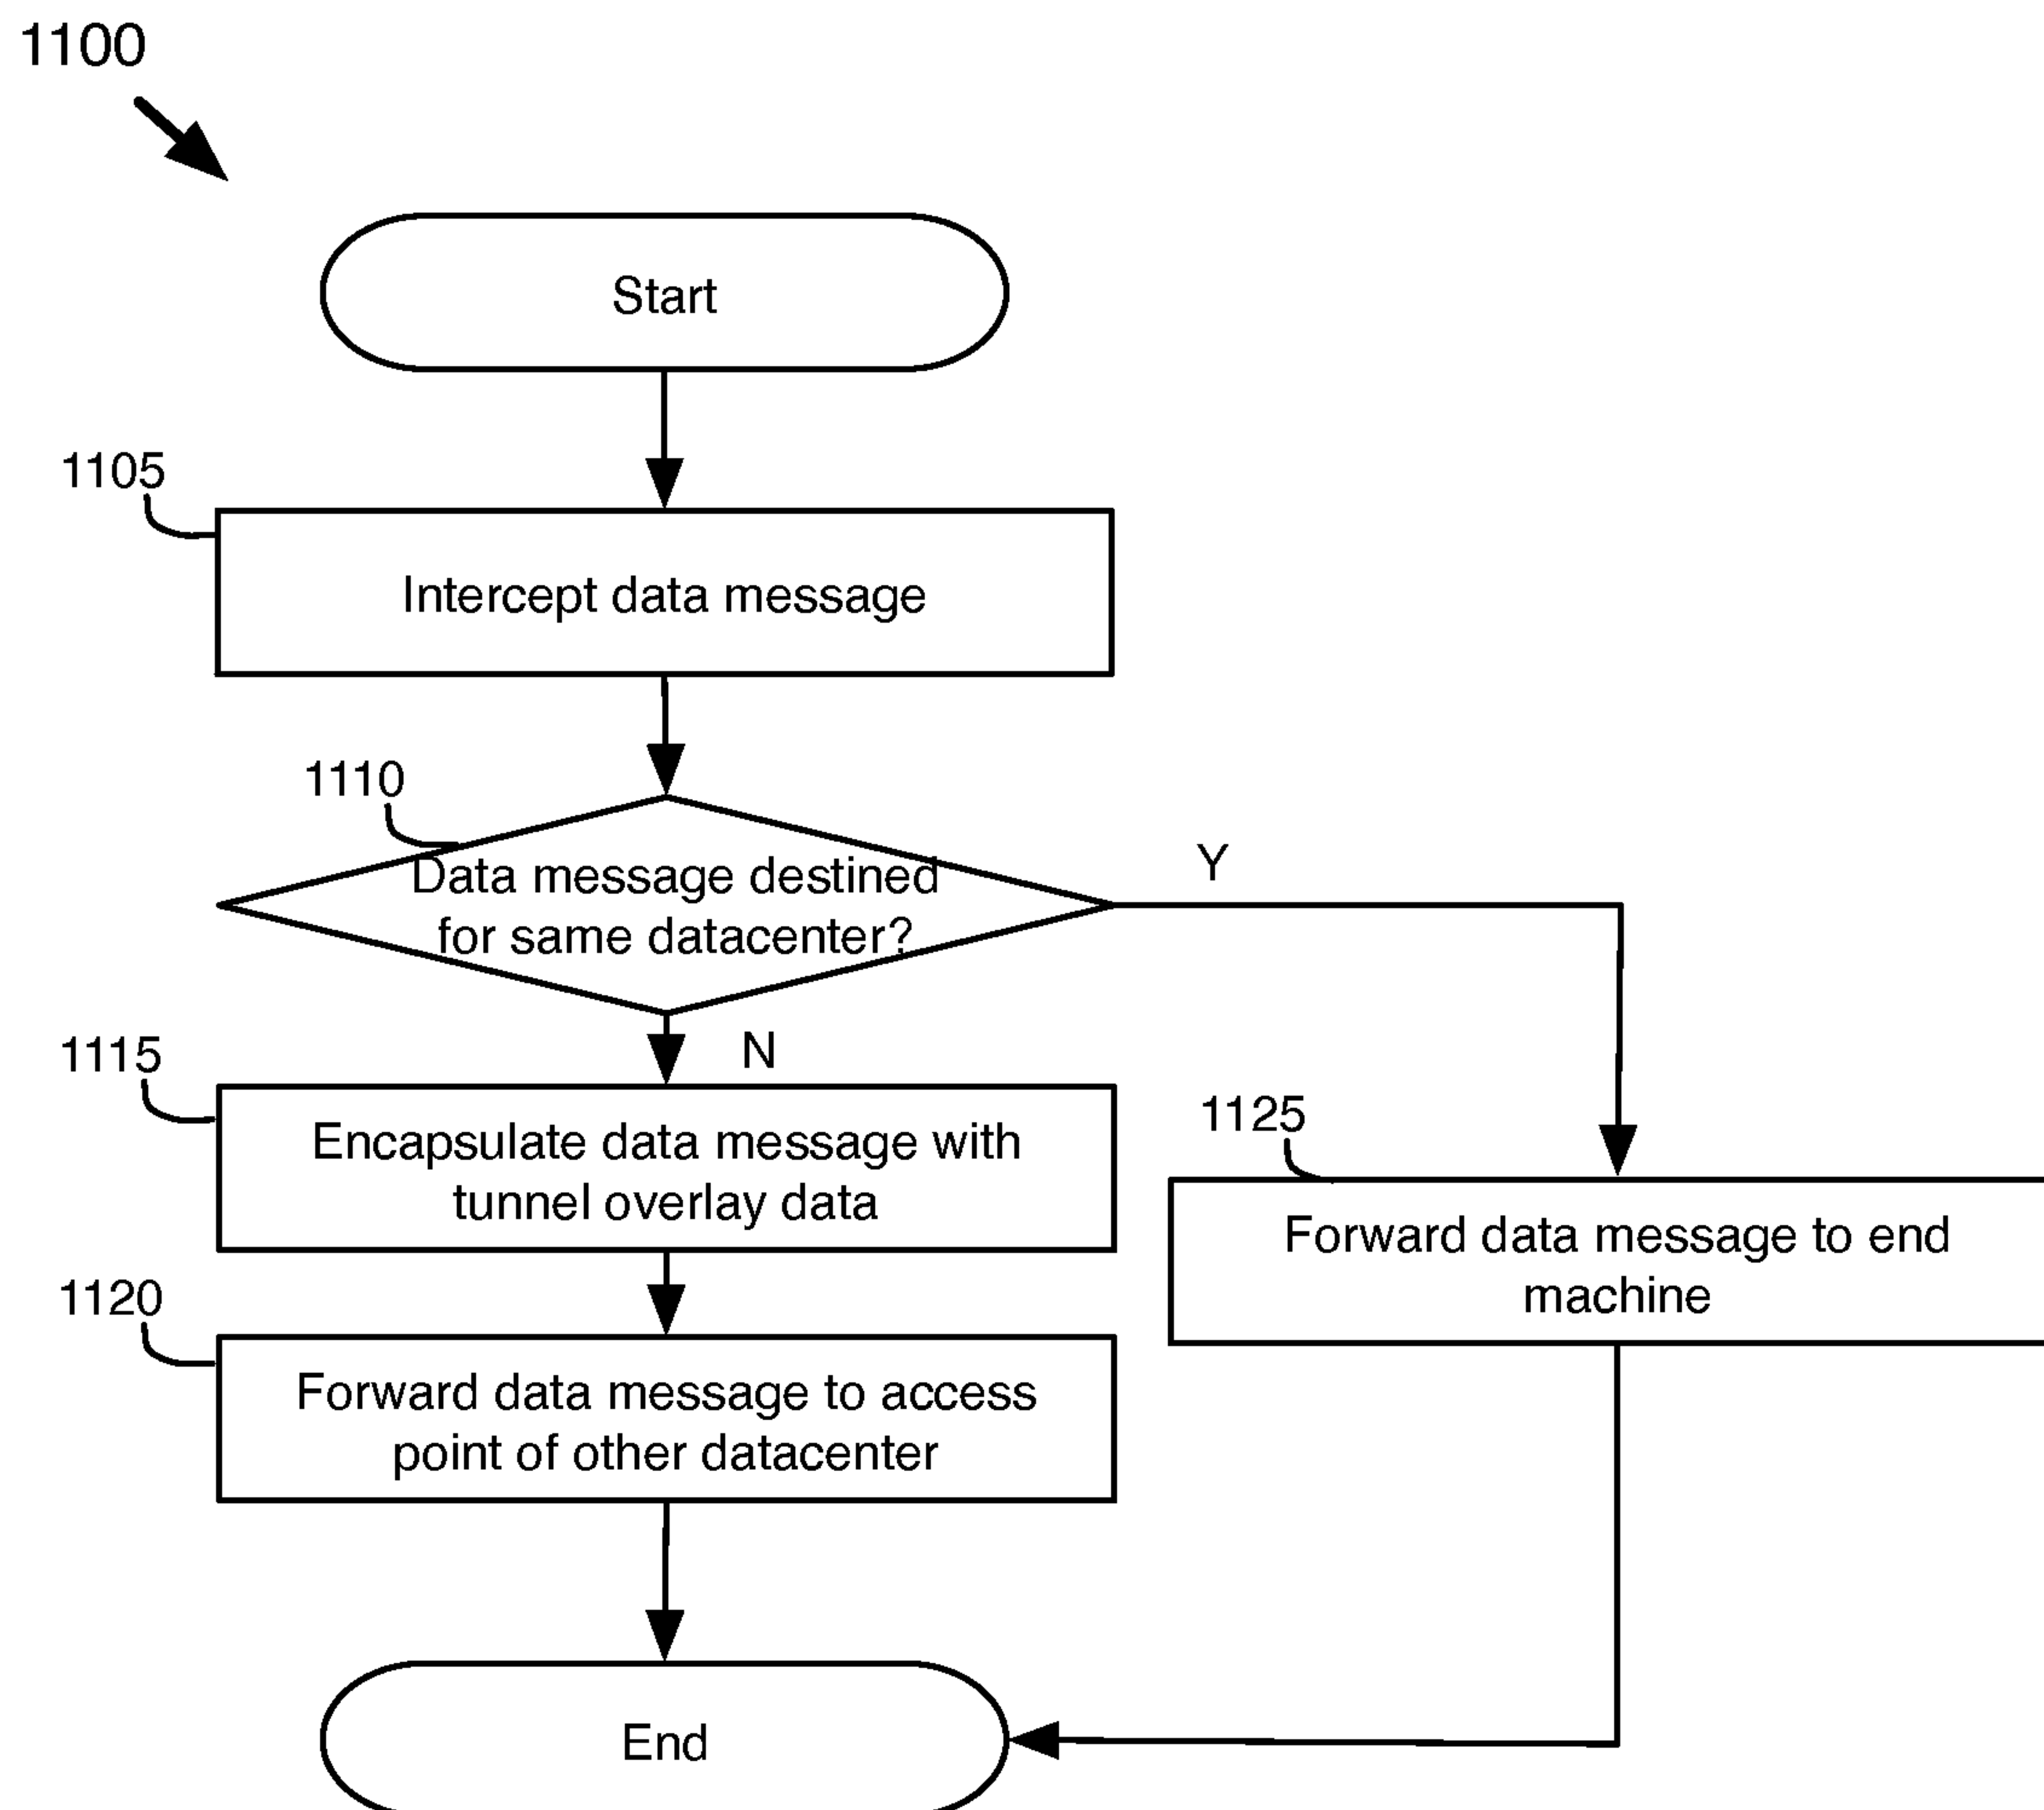 1100
Start
1105
Intercept data message
1110
Data message destined
for same datacenter?
Y
N
1115
Encapsulate data message with
tunnel overlay data
1125
Forward data message to end
machine
1120
Forward data message to access
point of other datacenter
End